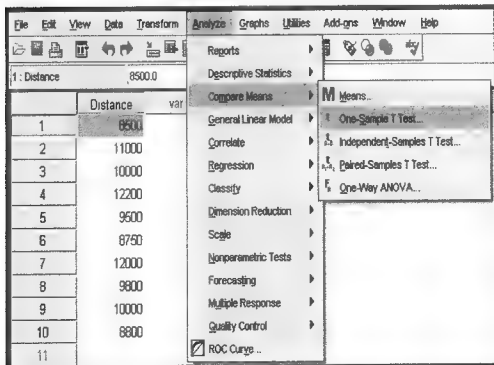 File Edit View Data Transform Analyze Graphs Utilities Add-ons Window Help
1 : Distance 8500.0
Distance var
1 8500
2 11000
3 10000
4 12200
5 9500
6 8750
7 12000
8 9800
9 10000
10 8800
11
Reports
Descriptive Statistics
Compare Means
General Linear Model
Correlate
Regression
Classify
Dimension Reduction
Scale
Nonparametric Tests
Forecasting
Multiple Response
Quality Control
ROC Curve...
M Means...
One-Sample T Test...
Independent-Samples T Test...
Paired-Samples T Test...
One-Way ANOVA...